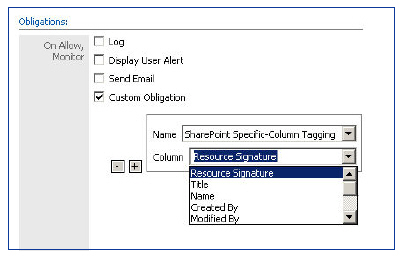 Obligations:
On Allow,
Monitor
Log
Display User Alert
Send Email
Custom Obligation
Name SharePoint Specific-Column Tagging
Column Resource Signature
- +
Resource Signature
Title
Name
Created By
Modified By